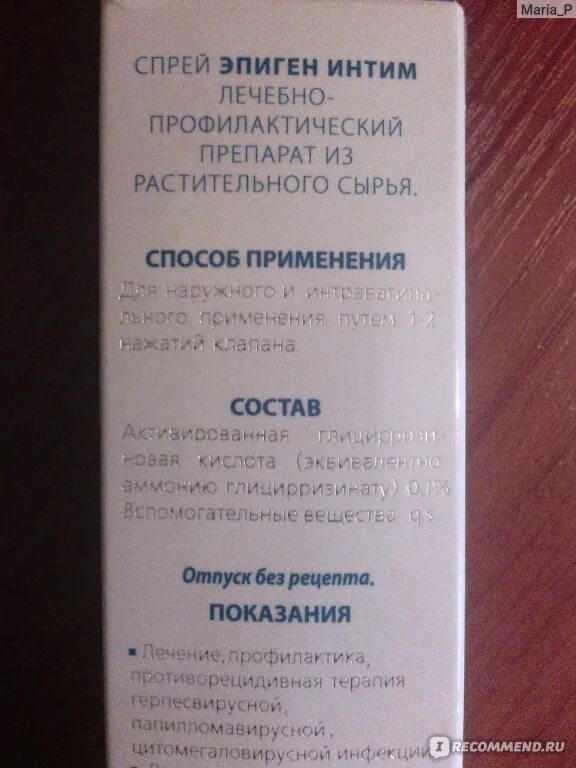 Maria_P
СПРЕЙ ЭПИГЕН ИНТИМ
ЛЕЧЕБНО-
ПРОФИЛАКТИЧЕСКИЙ
ПРЕПАРАТ ИЗ
РАСТИТЕЛЬНОГО СЫРЬЯ.
СПОСОБ ПРИМЕНЕНИЯ
Для наружного и интравагина-
льного применения путем 1-2
нажатий клапана.
СОСТАВ
Активированная глицирризи-
новая кислота (эквивалентно
аммонию глицирризинату) 0,1%
Вспомогательные вещества q.s.
Отпуск без рецепта.
ПОКАЗАНИЯ
▪ Лечение, профилактика,
противорецидивная терапия
герпесвирусной,
папилломавирусной,
цитомегаловирусной инфекции
I RECOMMEND.RU